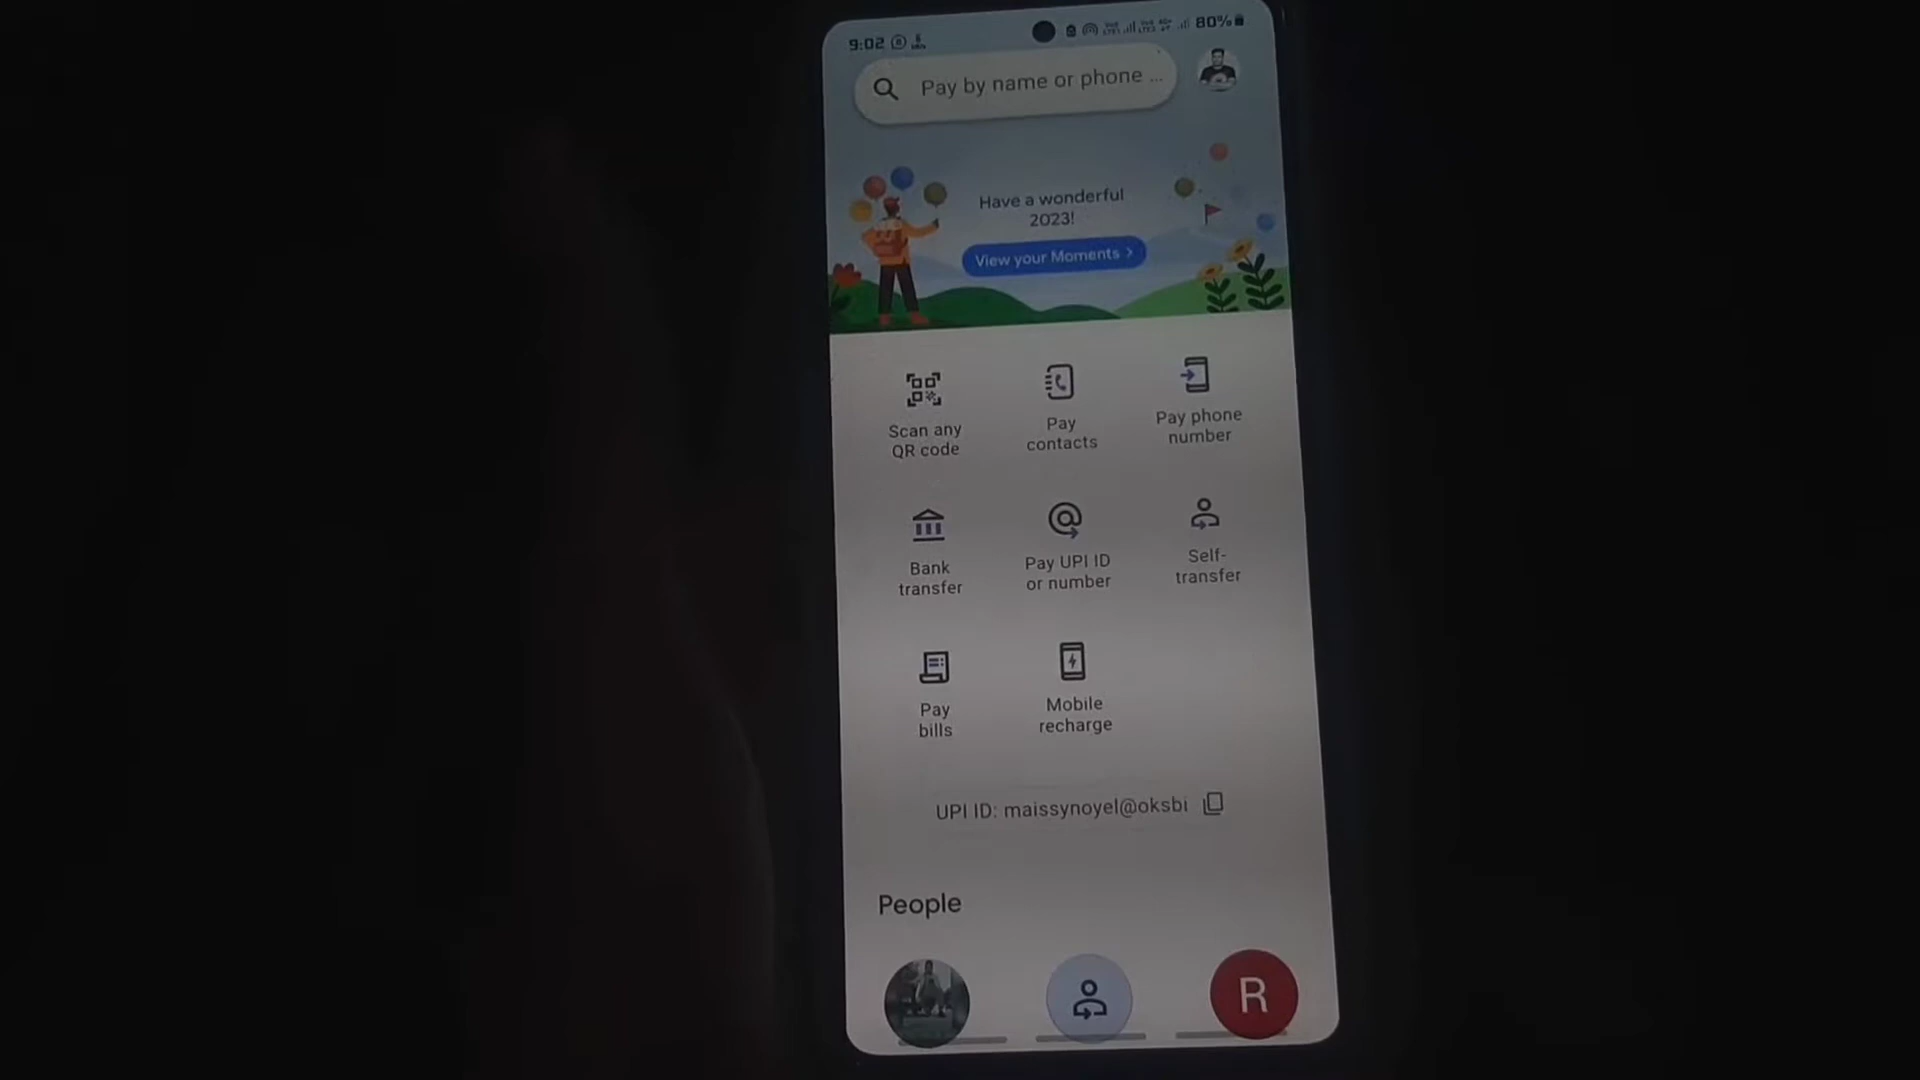 9:02
80%
Pay by name or phone ...
Have a wonderful
2023!
View your Moments >
Scan any
QR code
Pay
contacts
Pay phone
number
Bank
transfer
Pay UPI ID
or number
Self-
transfer
Pay
bills
Mobile
recharge
UPI ID: maissynoyel@oksbi
People
R